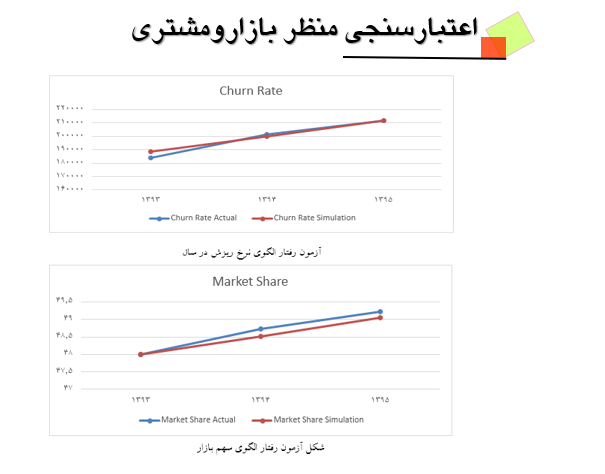 اعتبارسنجی منظر بازارومشتری
Churn Rate
۲۲۰۰۰۰
۲۱۰۰۰۰
۲۰۰۰۰۰
۱۹۰۰۰۰
۱۸۰۰۰۰
۱۷۰۰۰۰
۱۶۰۰۰۰
۱۳۹۳ ۱۳۹۴ ۱۳۹۵
Churn Rate Actual Churn Rate Simulation
آزمون رفتار الگوی نرخ ریزش در سال
Market Share
۴۹,۵
۴۹
۴۸,۵
۴۸
۴۷,۵
۴۷
۱۳۹۳ ۱۳۹۴ ۱۳۹۵
Market Share Actual Market Share Simulation
شکل آزمون رفتار الگوی سهم بازار